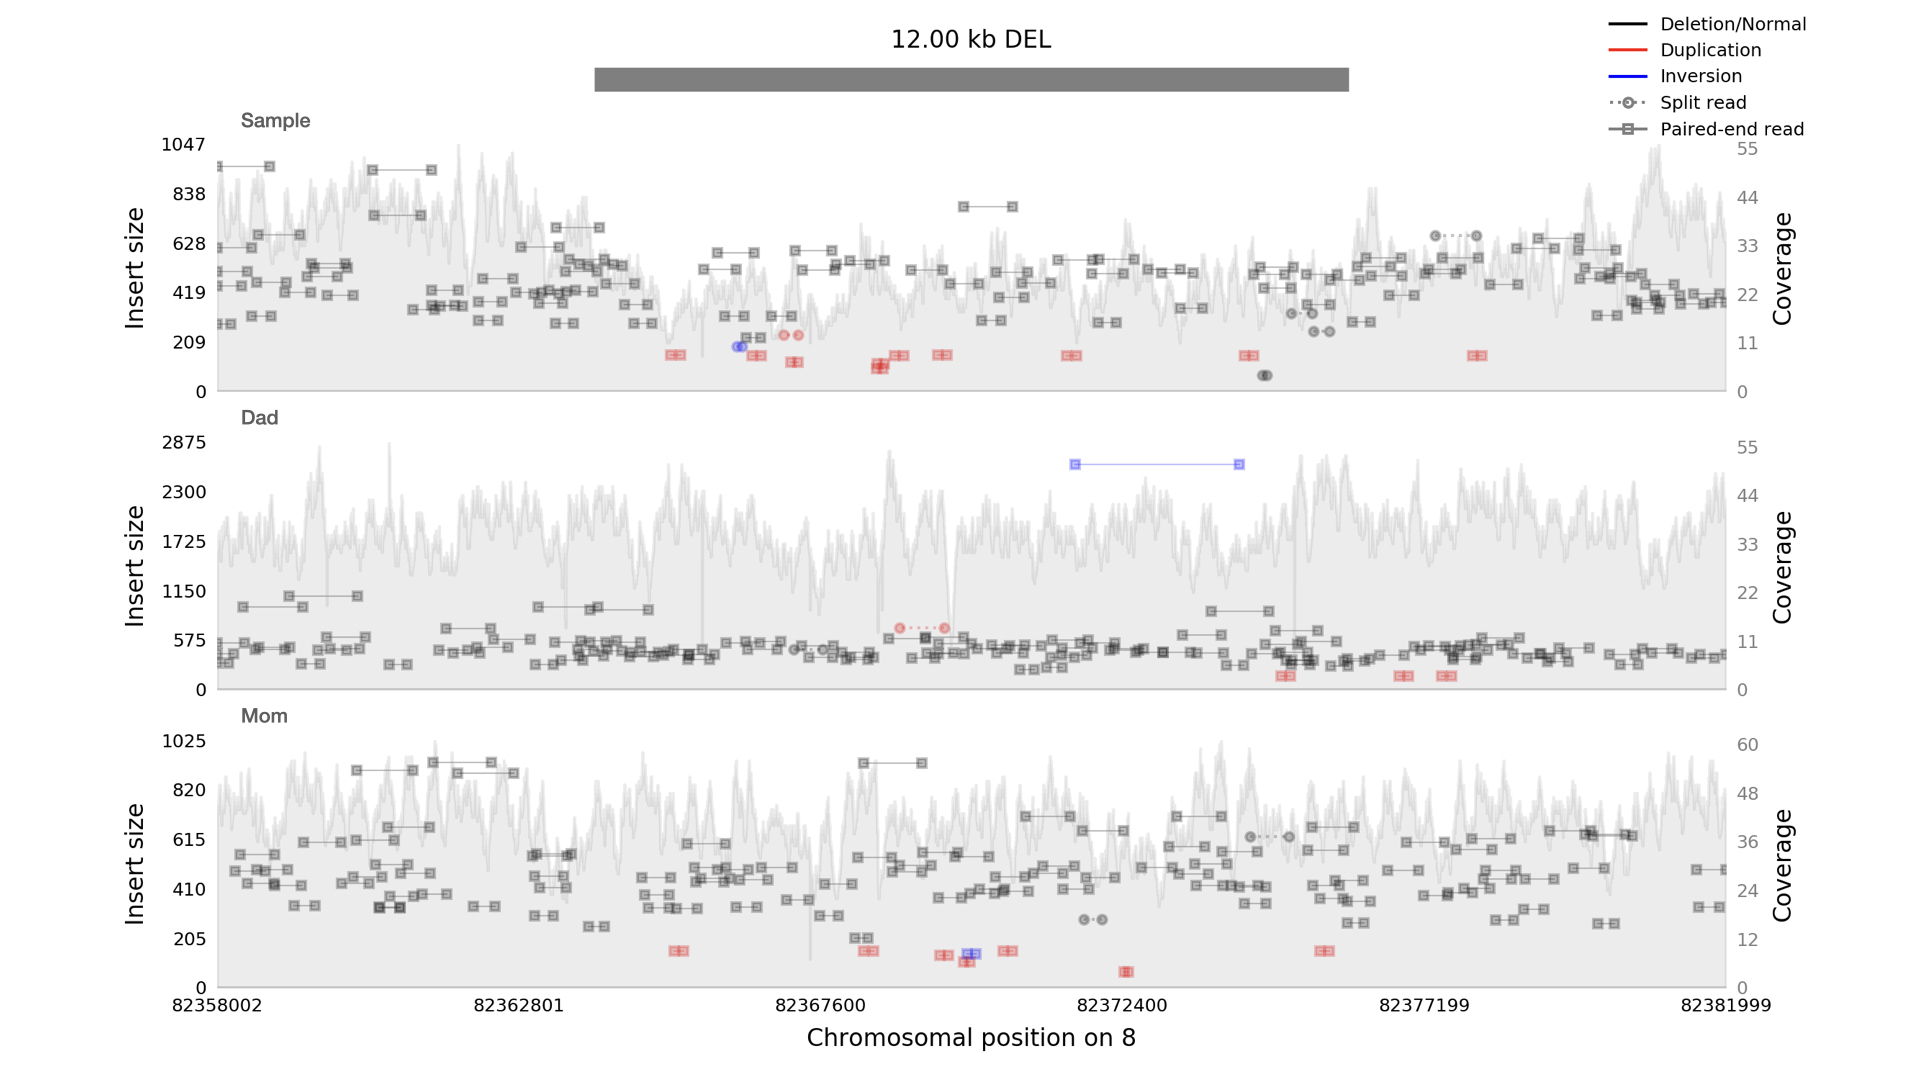 12.00 kb DEL
Deletion/Normal
Duplication
Inversion
Split read
Paired-end read
Sample
1047
838
628
419
209
0
Insert size
55
44
33
22
11
0
Coverage
Dad
2875
2300
1725
1150
575
0
Insert size
55
44
33
22
11
0
Coverage
Mom
1025
820
615
410
205
0
Insert size
60
48
36
24
12
0
Coverage
82358002 82362801 82367600 82372400 82377199 82381999
Chromosomal position on 8